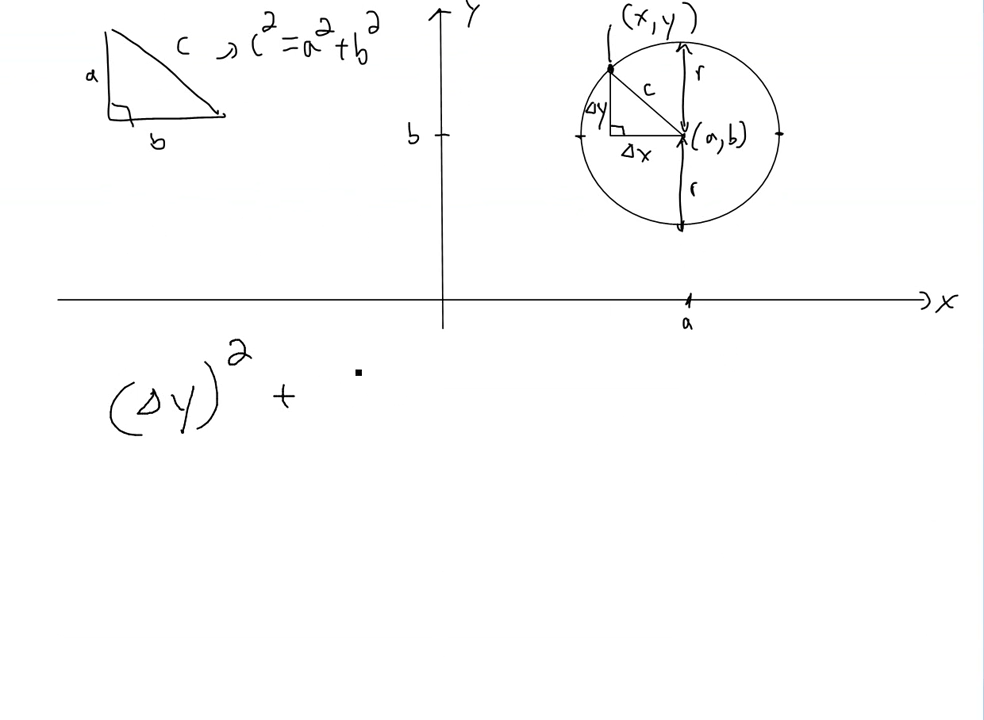 (x,y)
y
c → c²=a²+b²
a
b
r
c
Δy
b
(a,b)
Δx
r
x
a
(Δy)² +